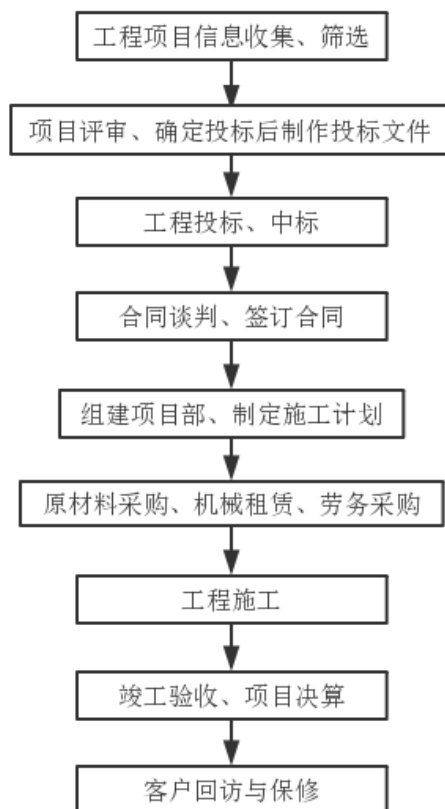 工程项目信息收集、筛选
项目评审、确定投标后制作投标文件
工程投标、中标
合同谈判、签订合同
组建项目部、制定施工计划
原材料采购、机械租赁、劳务采购
工程施工
竣工验收、项目决算
客户回访与保修